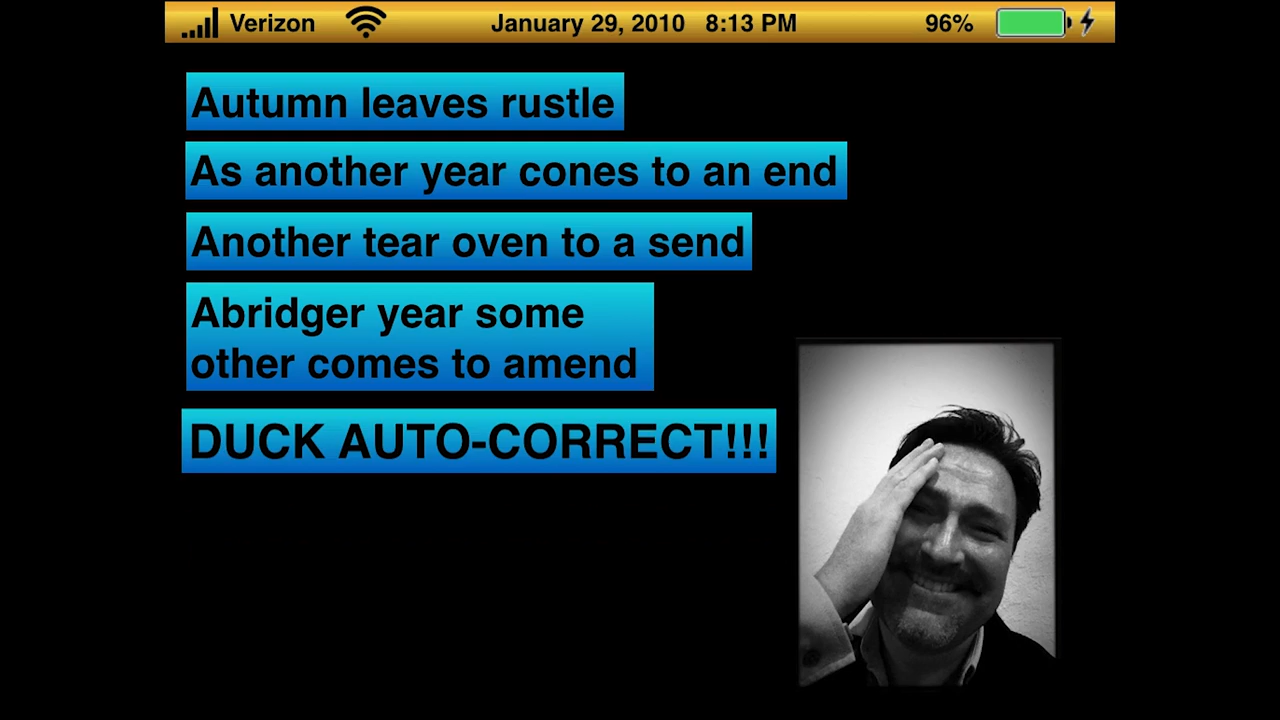 Verizon January 29, 2010 8:13 PM 96%
Autumn leaves rustle
As another year cones to an end
Another tear oven to a send
Abridger year some
other comes to amend
DUCK AUTO-CORRECT!!!